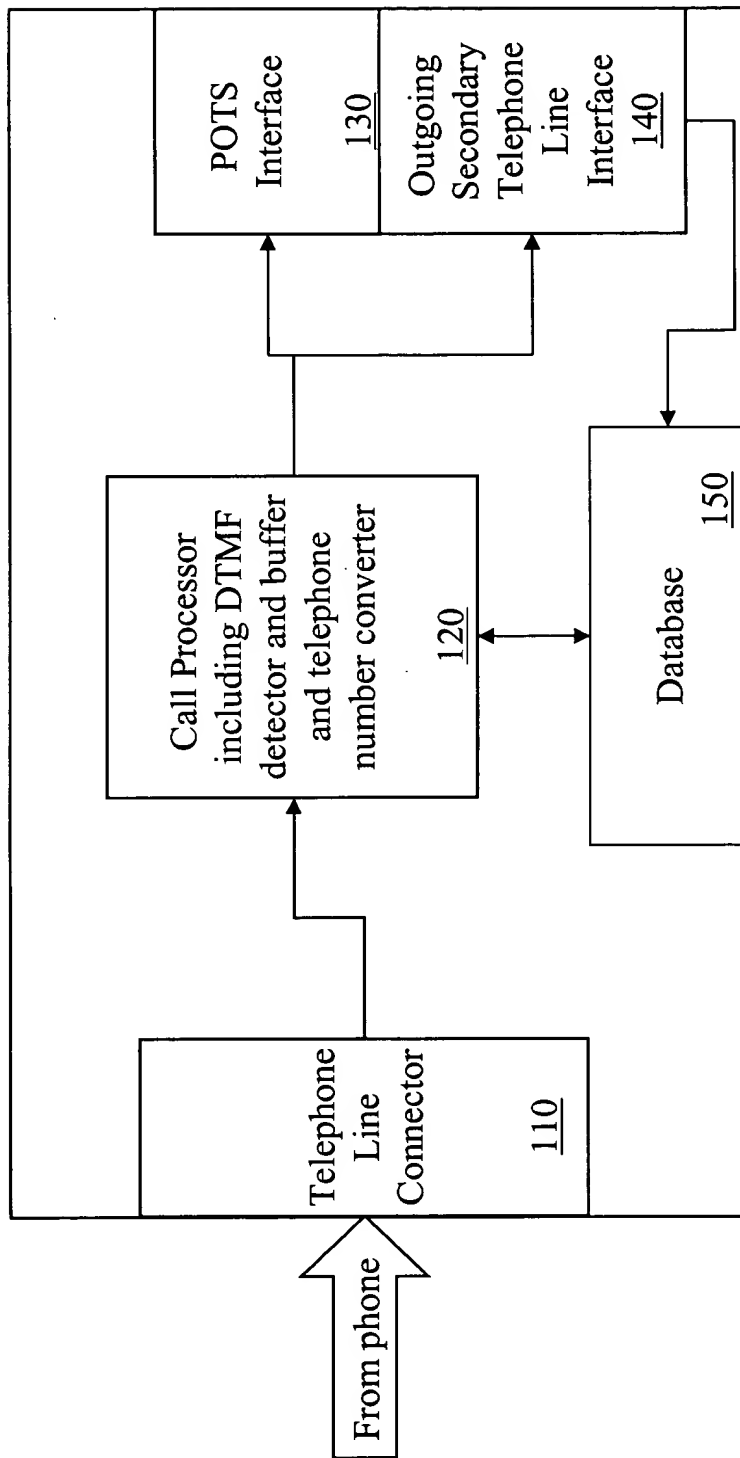 From phone
Telephone
Line
Connector
110
Call Processor
including DTMF
detector and buffer
and telephone
number converter
120
POTS
Interface
130
Outgoing
Secondary
Telephone
Line
Interface
140
Database
150